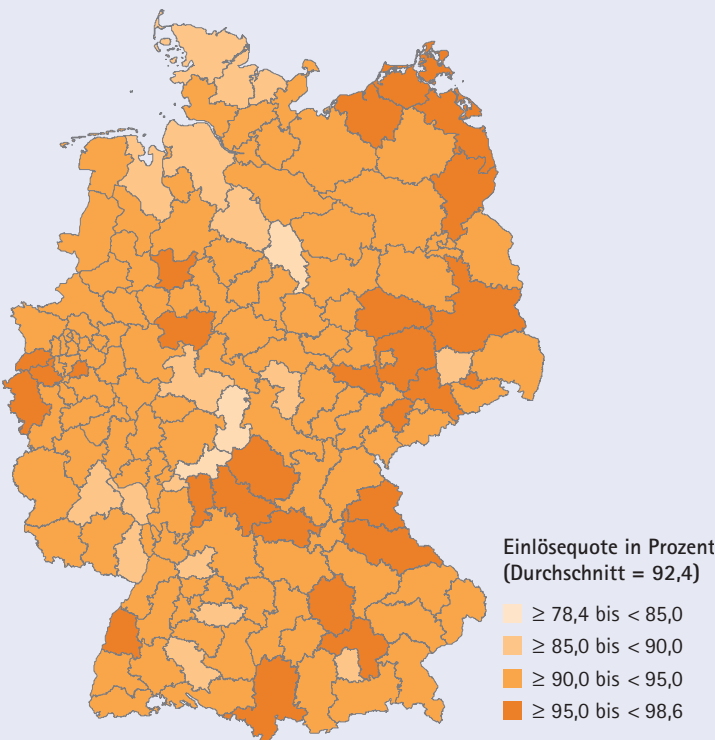 Einlösequote in Prozent
(Durchschnitt = 92,4)
≥ 78,4 bis < 85,0
≥ 85,0 bis < 90,0
≥ 90,0 bis < 95,0
≥ 95,0 bis < 98,6